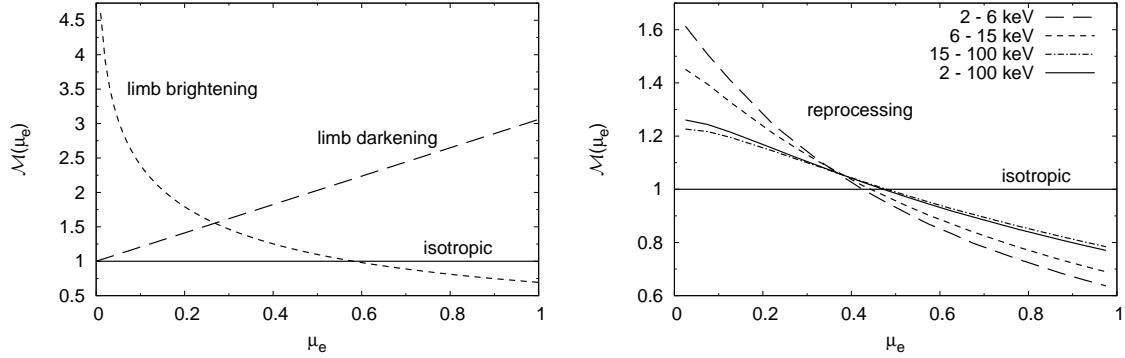 4.5
4
3.5
3
2.5
2
1.5
1
0.5
0
0.2
0.4
0.6
0.8
1
ℳ(μe)
μe
limb brightening
limb darkening
isotropic
1.6
1.4
1.2
1
0.8
0.6
0
0.2
0.4
0.6
0.8
1
ℳ(μe)
μe
2 - 6 keV
6 - 15 keV
15 - 100 keV
2 - 100 keV
reprocessing
isotropic